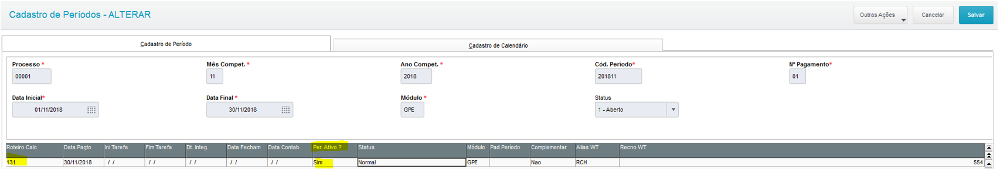 Cadastro de Períodos - ALTERAR
Outras Ações Cancelar Salvar
Cadastro de Período Cadastro de Calendário
Processo * Mês Compet. * Ano Compet. * Cód. Período* Nº Pagamento*
00001 11 2018 201811 01
Data Inicial* Data Final * Módulo * Status
01/11/2018 30/11/2018 GPE 1 - Aberto
Roteiro Calc Data Pagto Ini Tarefa Fim Tarefa Dt. Integ. Data Fecham Data Contab. Per. Ativo ? Status Módulo Pad.Período Complementar Alias WT Recno WT
131 30/11/2018 / / / / / / / / / / Sim Normal GPE Nao RCH 554